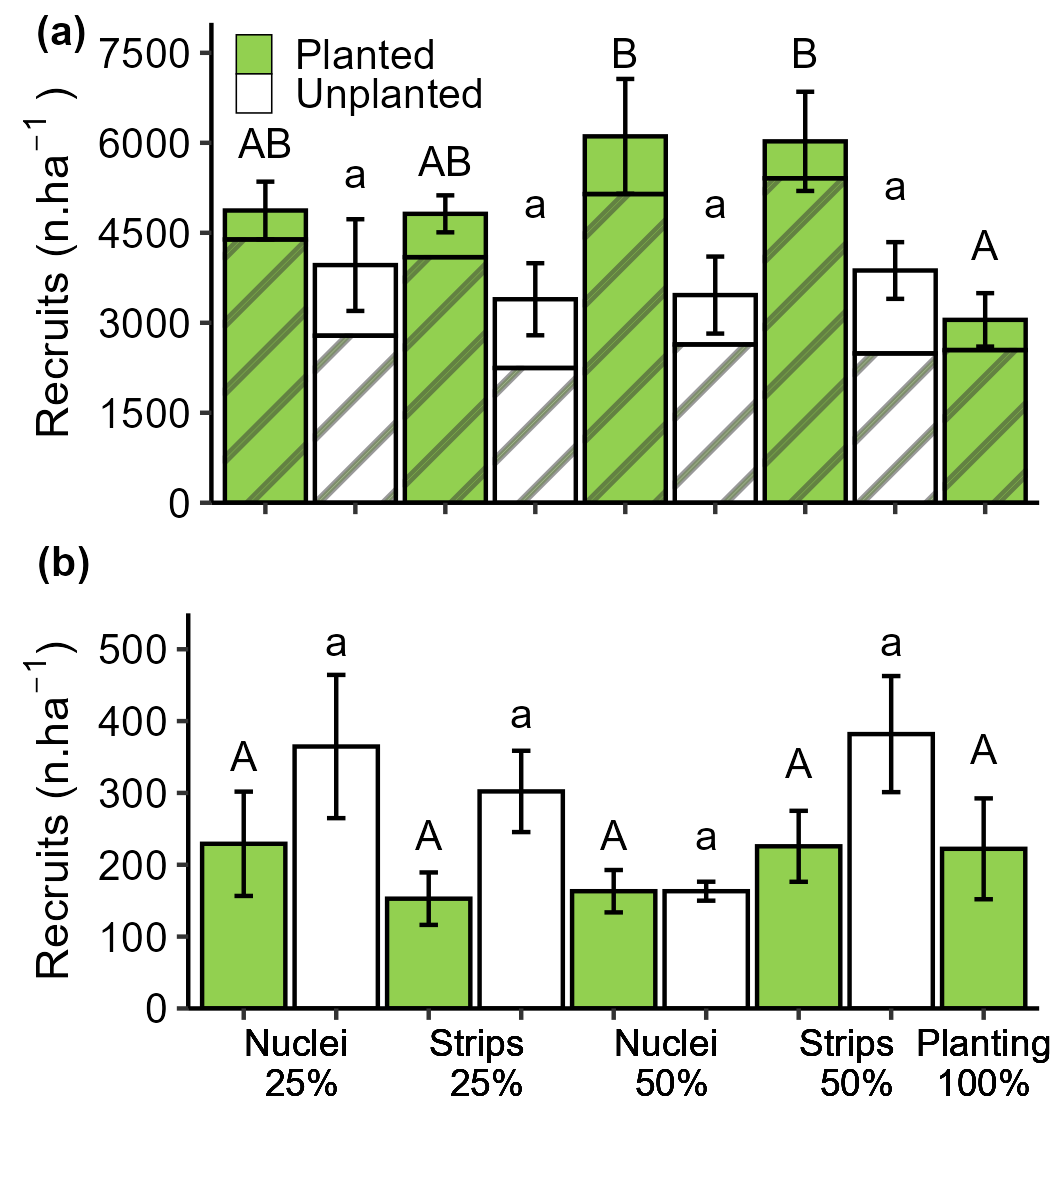 (a)
Planted
Unplanted
Recruits (n.ha⁻¹ )
7500
6000
4500
3000
1500
0
AB
a
AB
a
B
a
B
a
A
(b)
Recruits (n.ha⁻¹)
500
400
300
200
100
0
A
a
A
a
A
a
A
a
A
Nuclei Strips Nuclei Strips Planting
25% 25% 50% 50% 100%